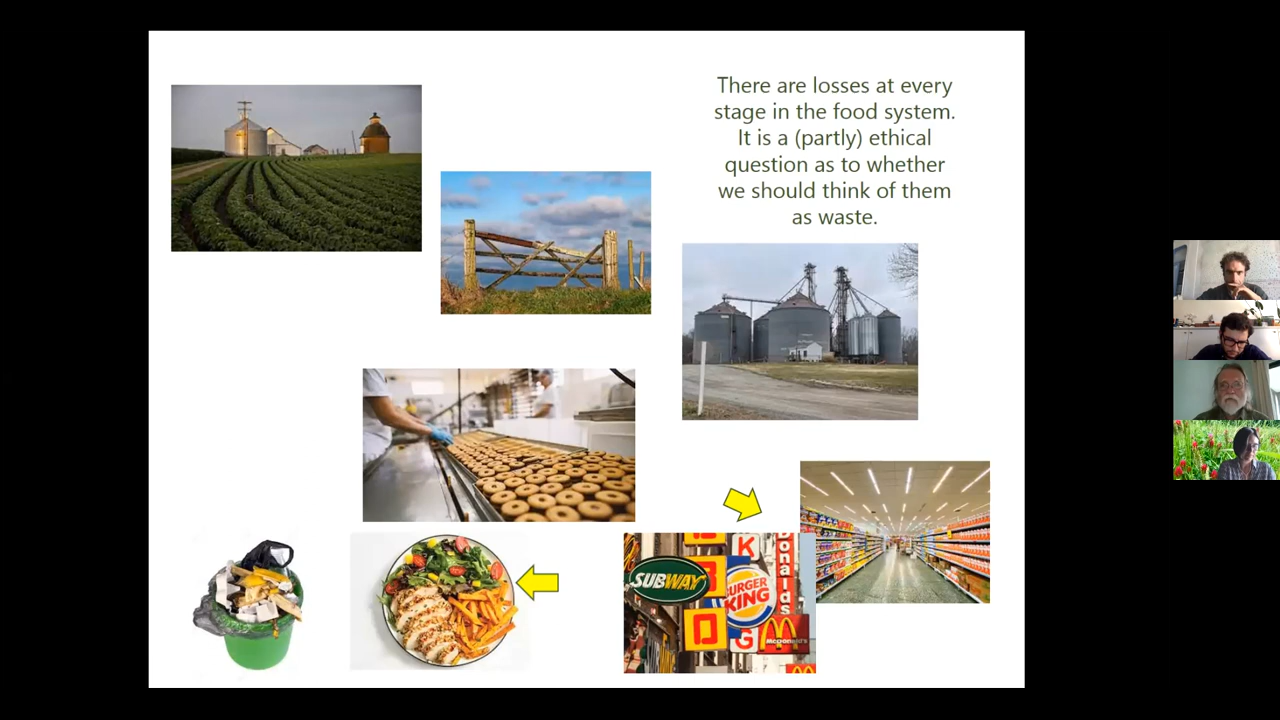 There are losses at every
stage in the food system.
It is a (partly) ethical
question as to whether
we should think of them
as waste.
SUBWAY
BURGER
KING
K
G
McDonald's